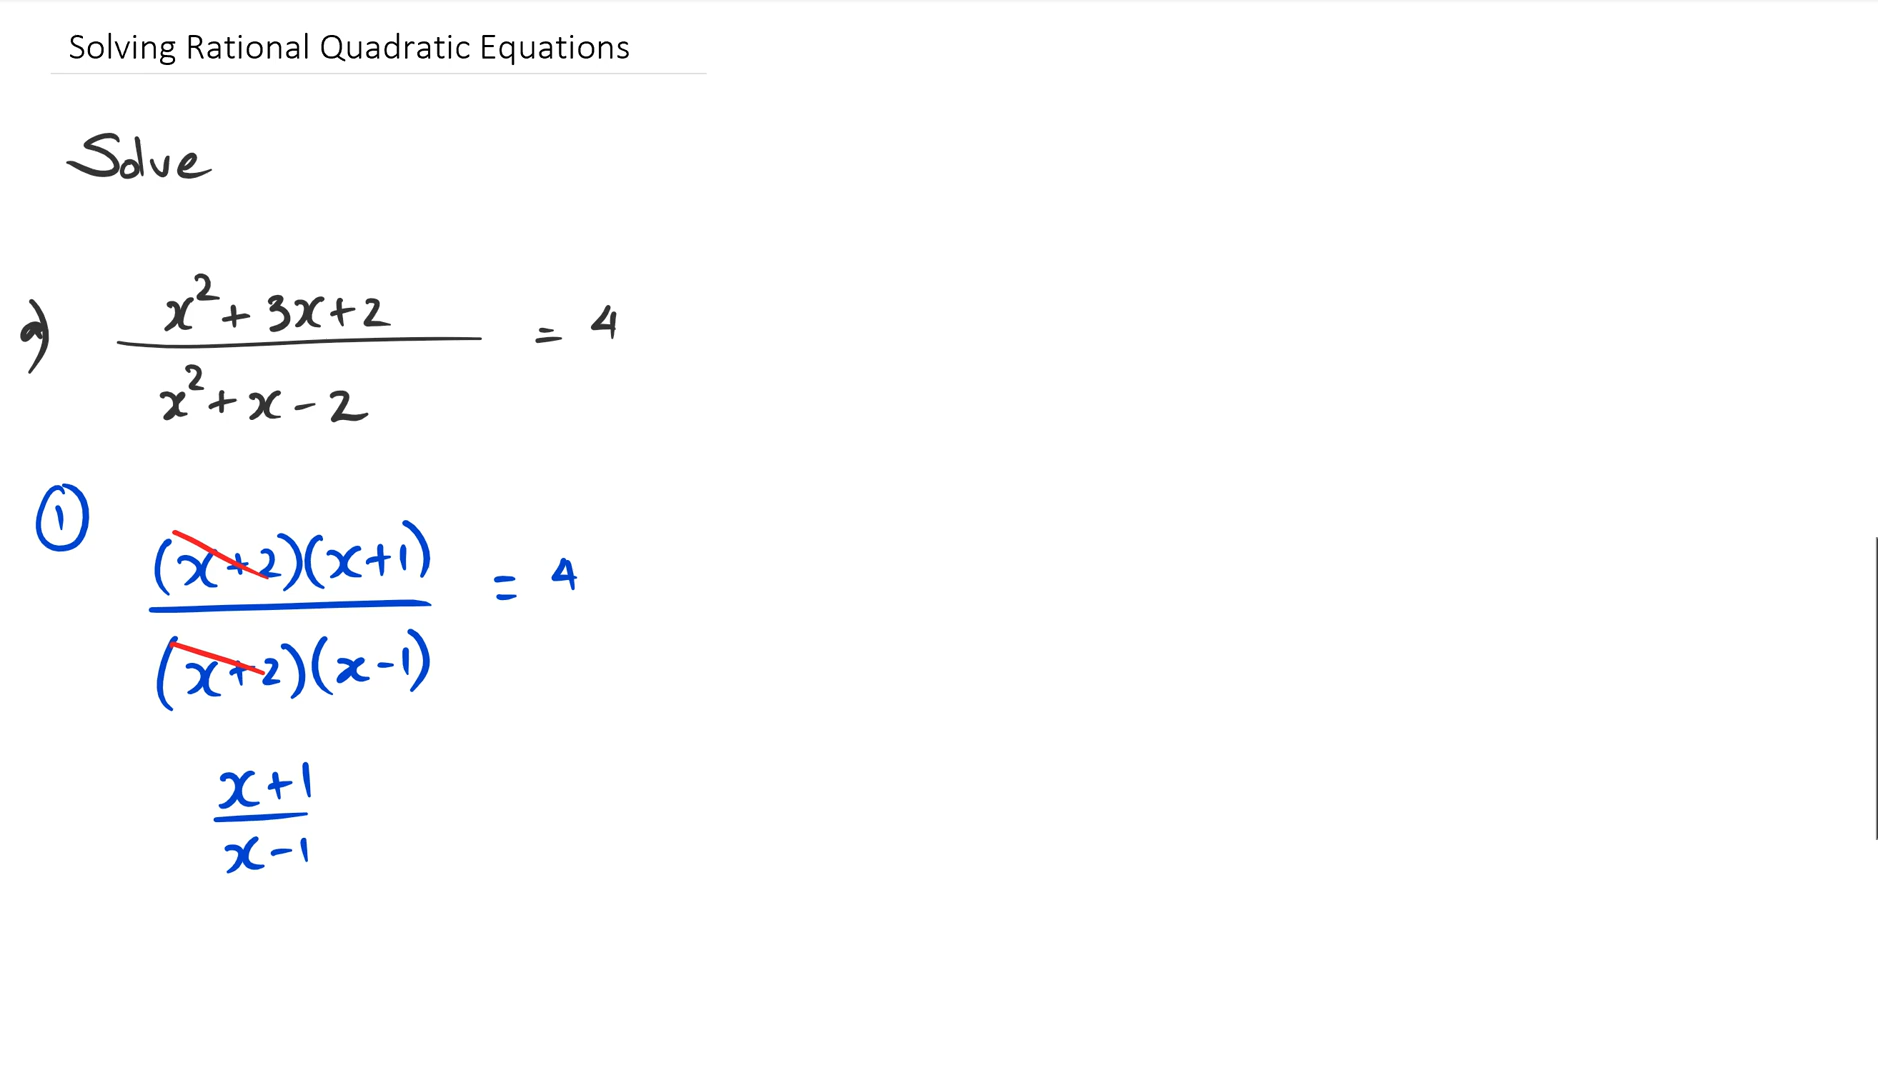 Solving Rational Quadratic Equations
Solve
a) x² + 3x + 2 = 4
x² + x - 2
①
(x+2)(x+1) = 4
(x+2)(x-1)
x+1
x-1